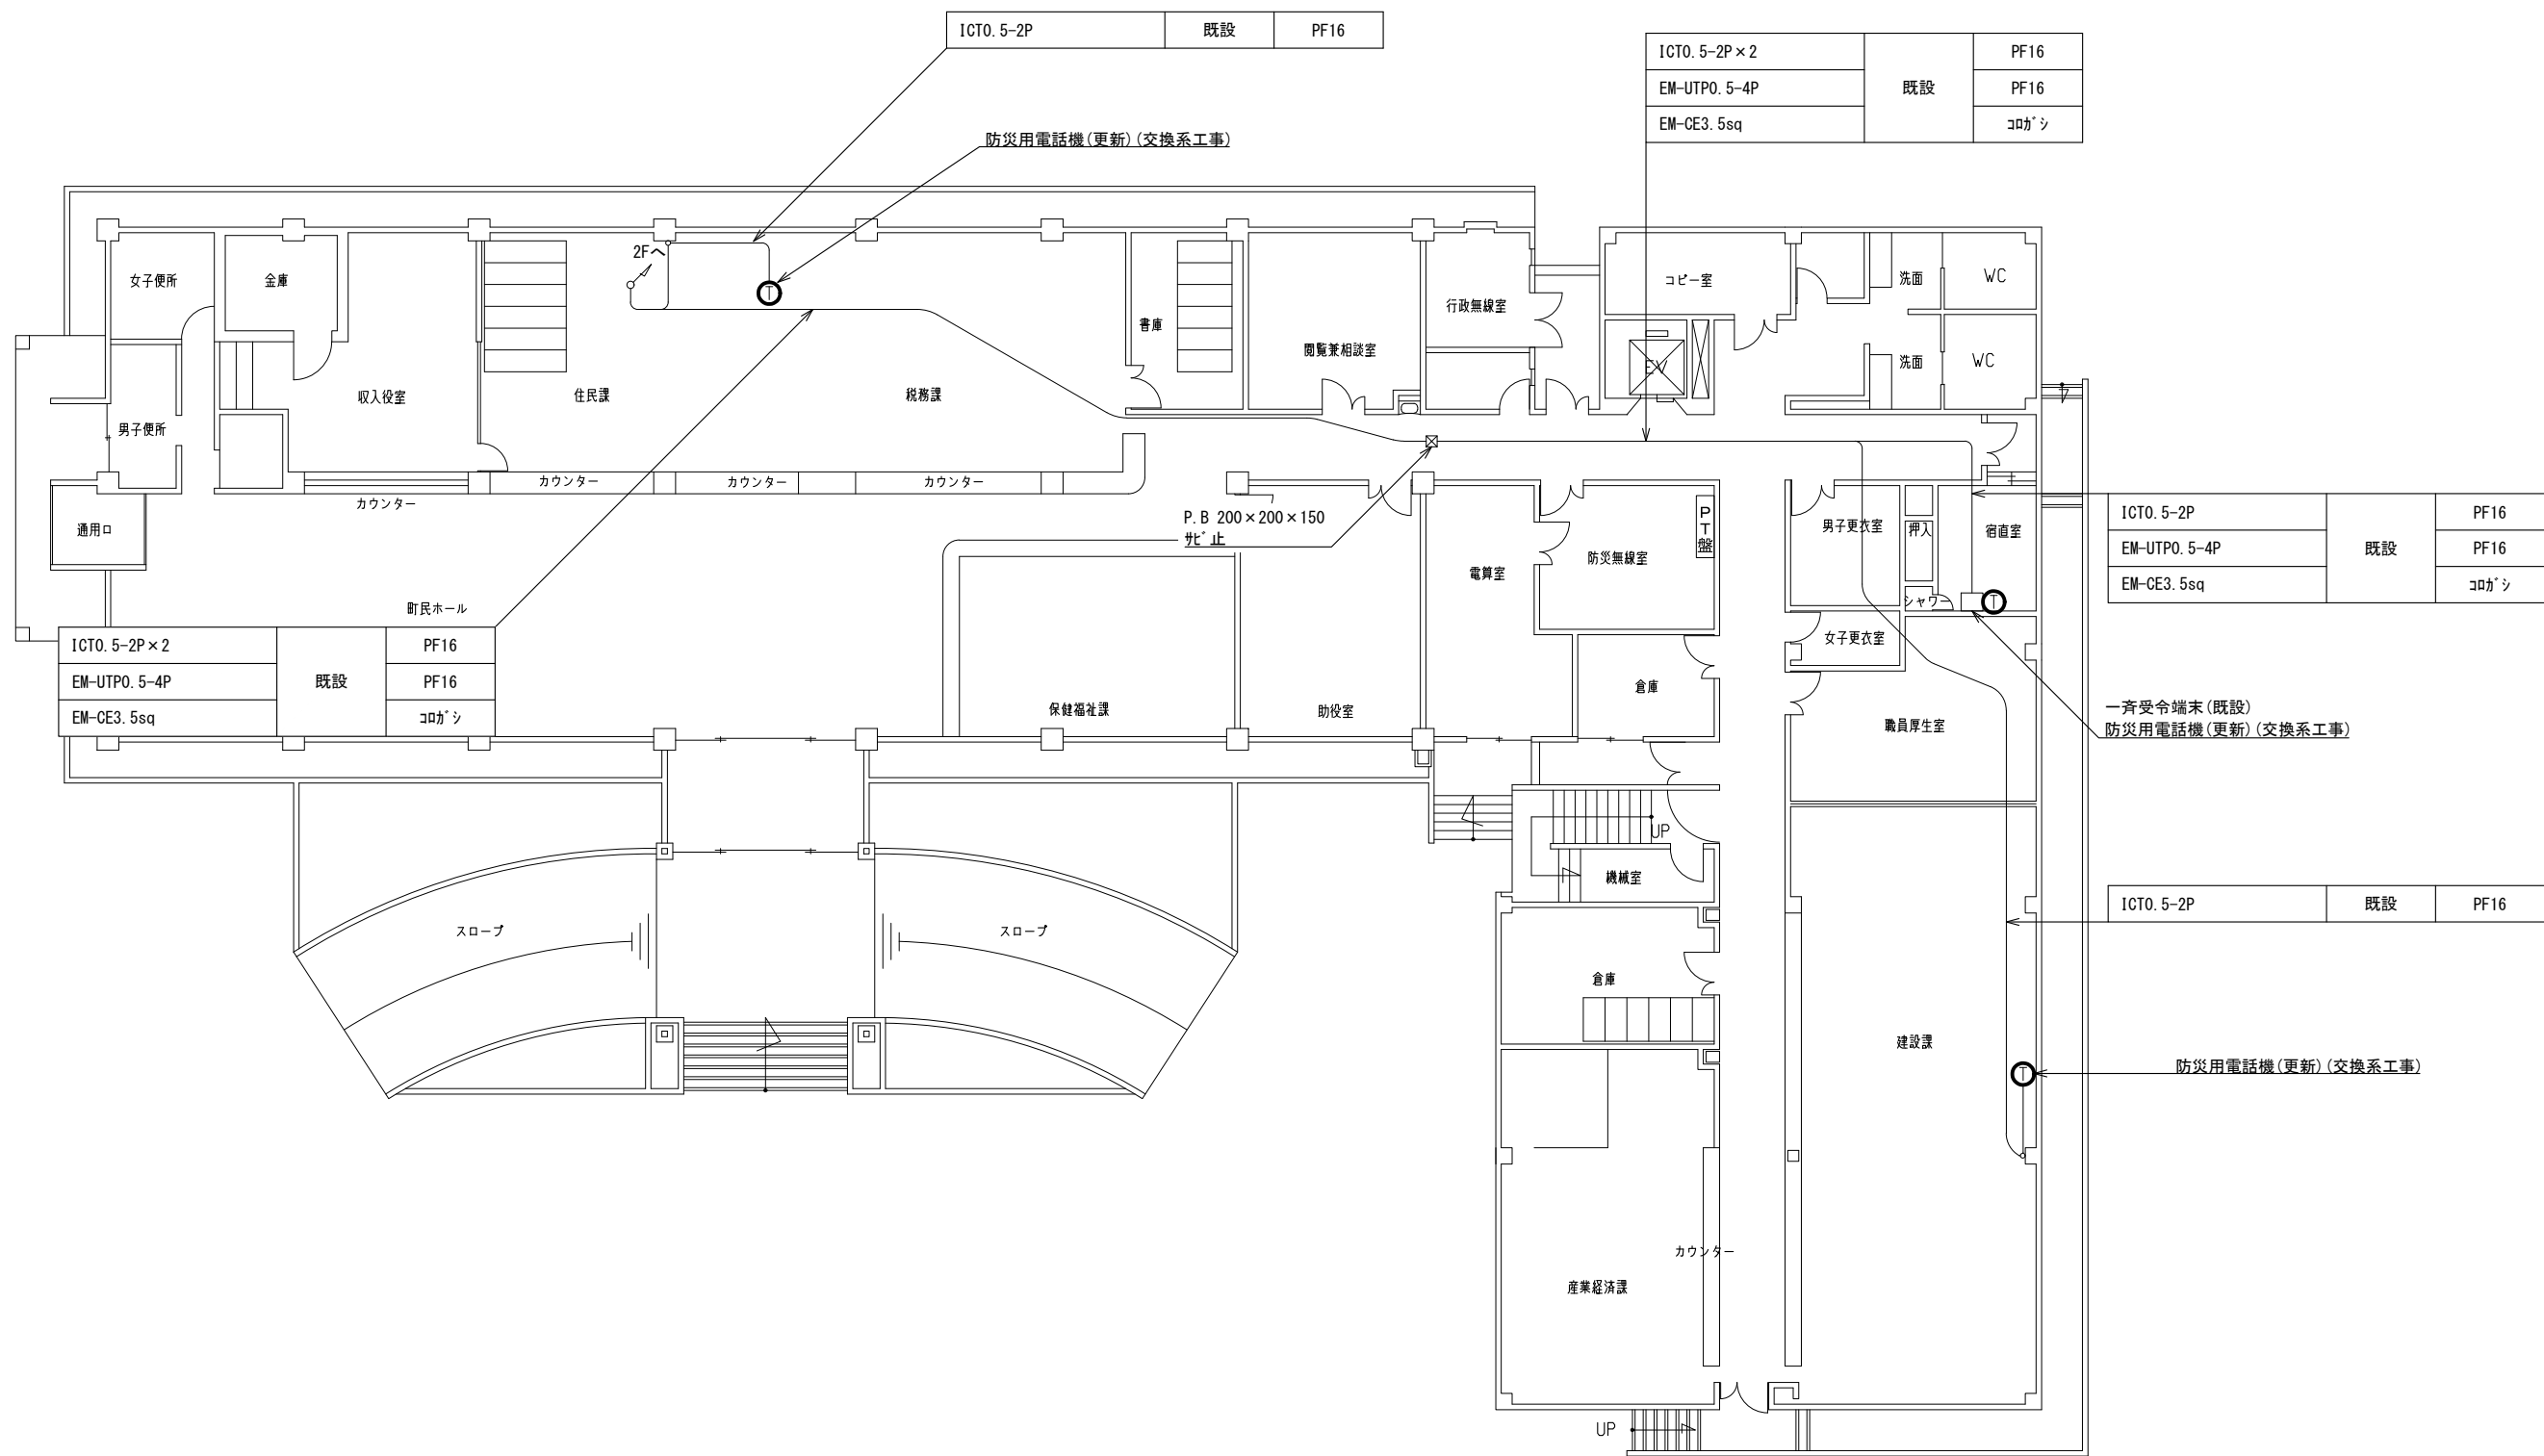 ICT0.5-2P 既設 PF16
ICT0.5-2P×2 既設 PF16
EM-UTP0.5-4P PF16
EM-CE3.5sq ｺﾛｶﾞｼ
防災用電話機(更新)(交換系工事)
2Fへ
女子便所
金庫
書庫
行政無線室
コピー室
洗面
WC
閲覧兼相談室
EV
洗面
WC
収入役室
住民課
税務課
男子便所
カウンター
カウンター
カウンター
カウンター
通用口
P.B 200×200×150
ｻﾋﾞ止
PT盤
男子更衣室
押入
宿直室
ICT0.5-2P 既設 PF16
EM-UTP0.5-4P PF16
EM-CE3.5sq ｺﾛｶﾞｼ
電算室
防災無線室
シャワー
町民ホール
女子更衣室
ICT0.5-2P×2 既設 PF16
EM-UTP0.5-4P PF16
EM-CE3.5sq ｺﾛｶﾞｼ
倉庫
保健福祉課
助役室
職員厚生室
一斉受令端末(既設)
防災用電話機(更新)(交換系工事)
UP
機械室
ICT0.5-2P 既設 PF16
スロープ
スロープ
倉庫
建設課
防災用電話機(更新)(交換系工事)
カウンター
産業経済課
UP
T
T
T